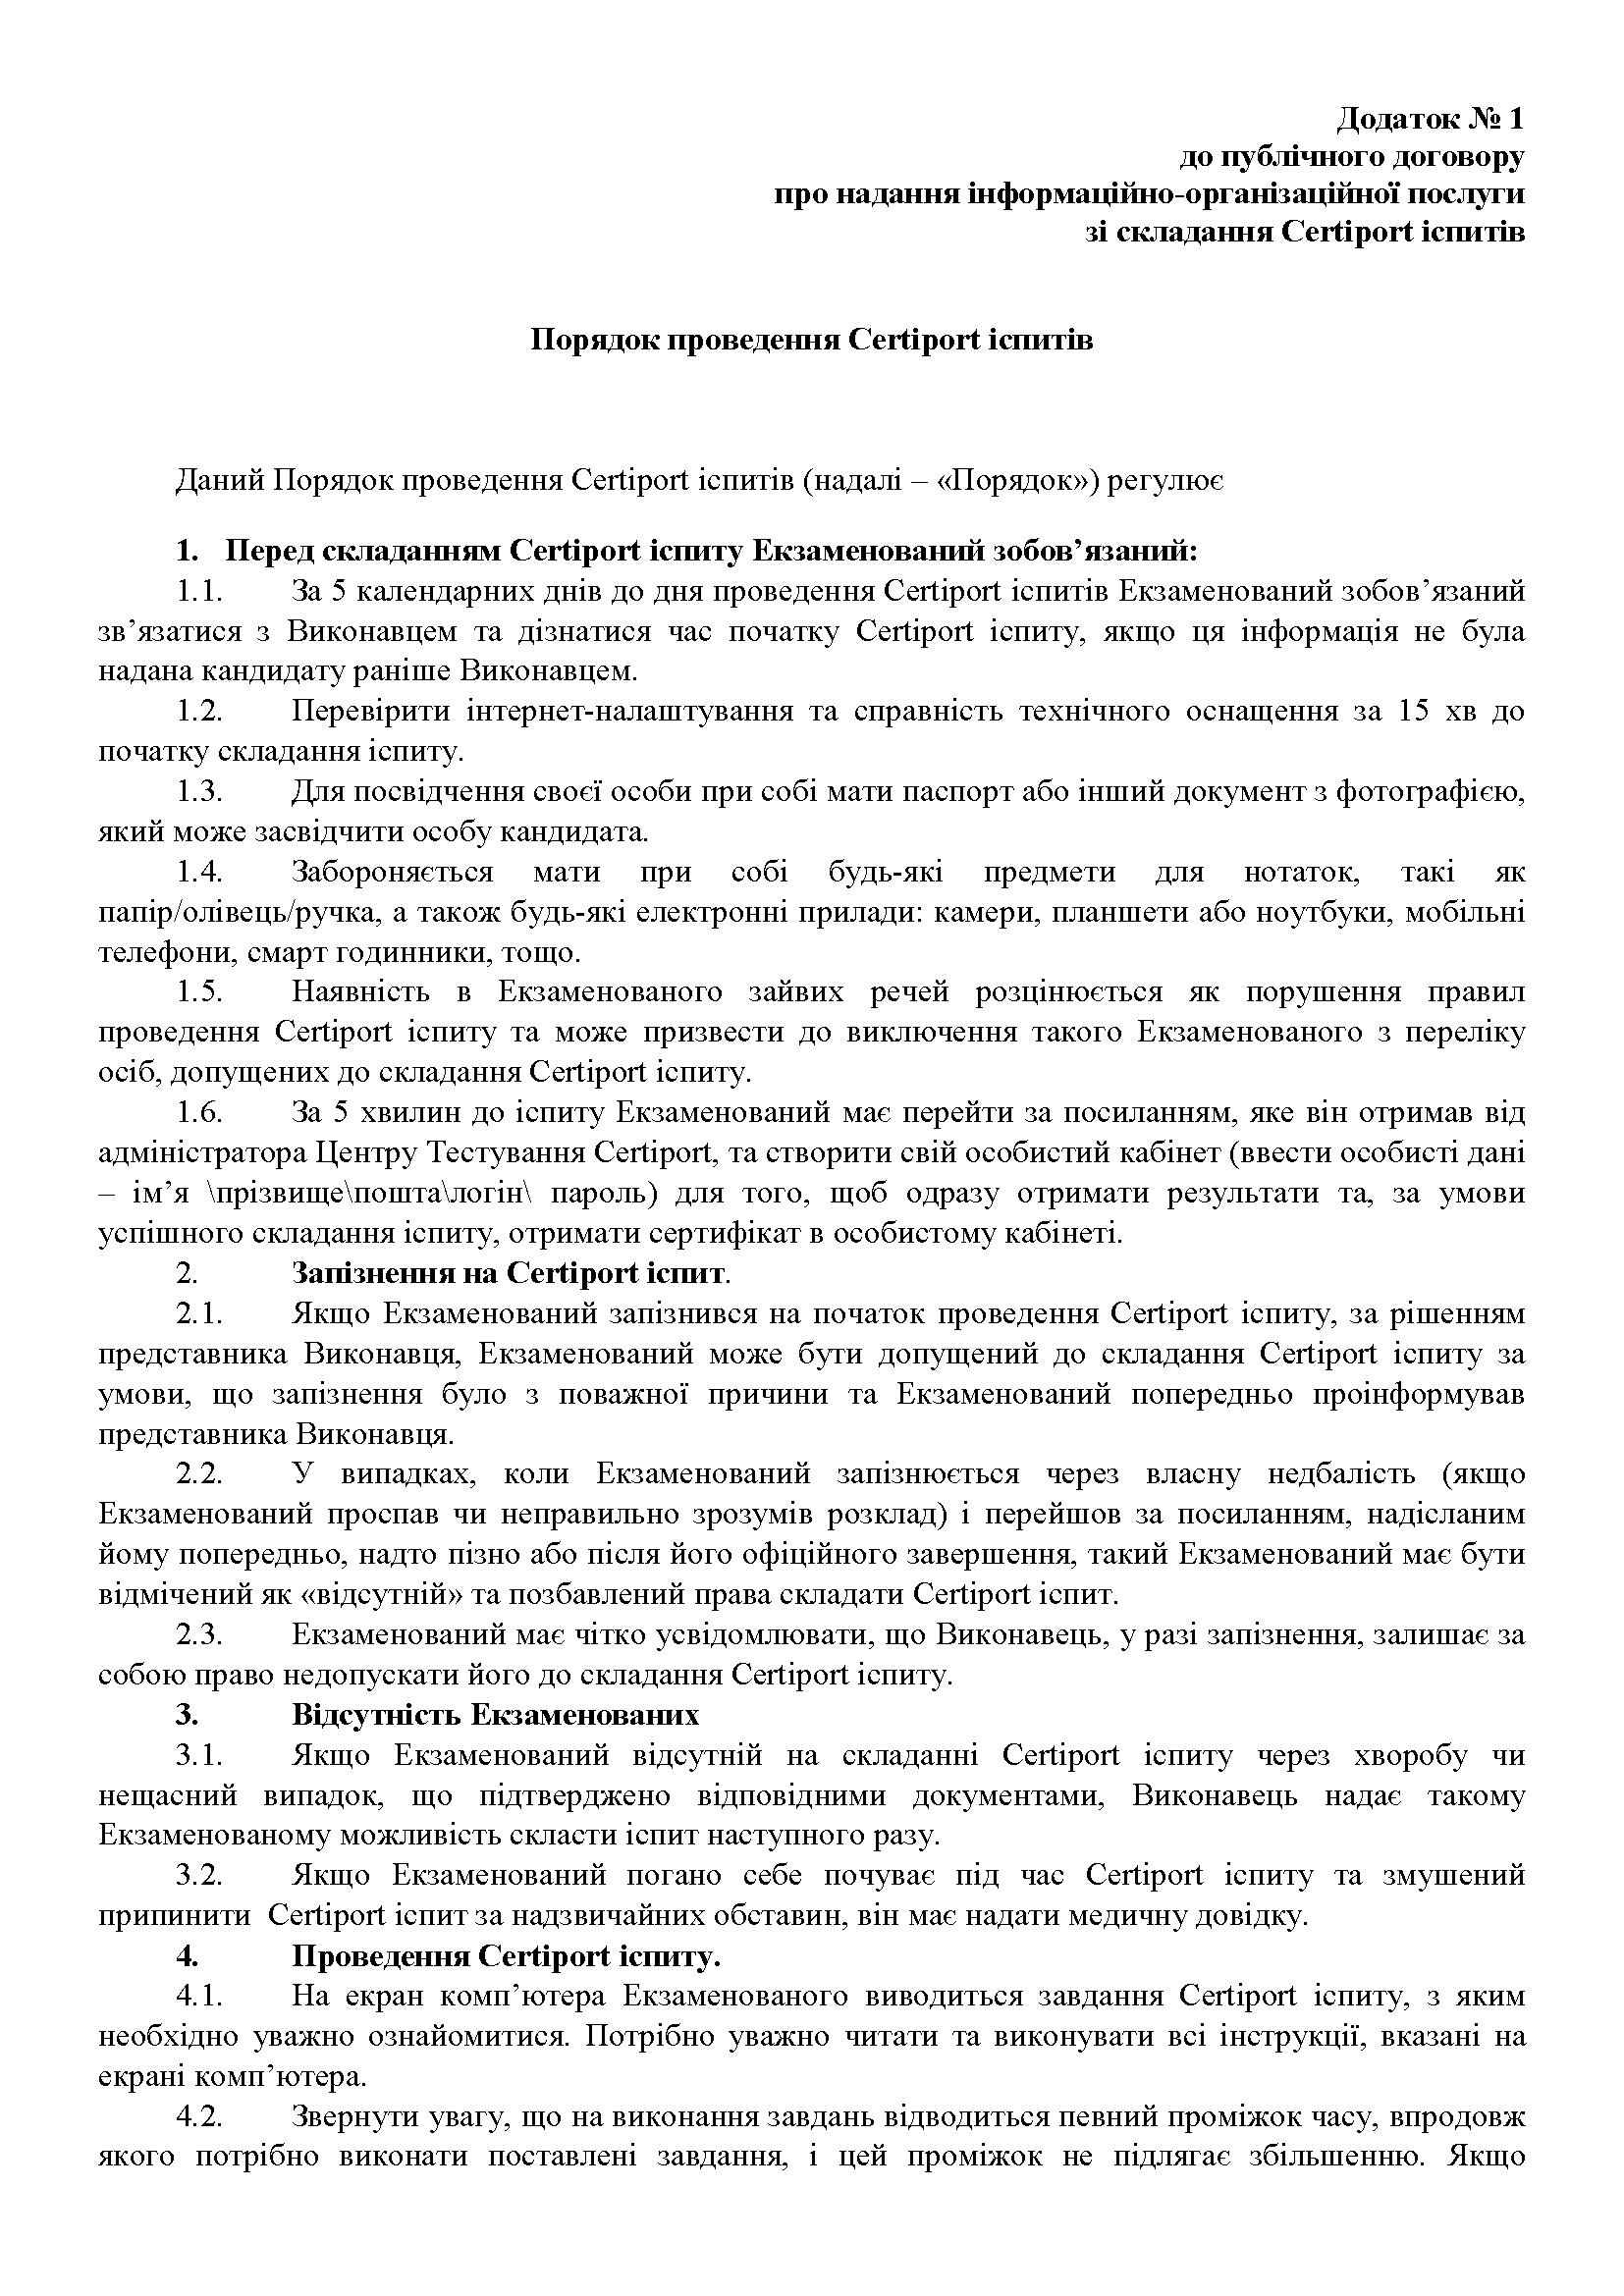 Додаток № 1
до публічного договору
про надання інформаційно-організаційної послуги
зі складання Certiport іспитів
Порядок проведення Certiport іспитів
Даний Порядок проведення Certiport іспитів (надалі – «Порядок») регулює
1. Перед складанням Certiport іспиту Екзаменований зобов’язаний:
1.1. За 5 календарних днів до дня проведення Certiport іспитів Екзаменований зобов’язаний
зв’язатися з Виконавцем та дізнатися час початку Certiport іспиту, якщо ця інформація не була
надана кандидату раніше Виконавцем.
1.2. Перевірити інтернет-налаштування та справність технічного оснащення за 15 хв до
початку складання іспиту.
1.3. Для посвідчення своєї особи при собі мати паспорт або інший документ з фотографією,
який може засвідчити особу кандидата.
1.4. Забороняється мати при собі будь-які предмети для нотаток, такі як
папір/олівець/ручка, а також будь-які електронні прилади: камери, планшети або ноутбуки, мобільні
телефони, смарт годинники, тощо.
1.5. Наявність в Екзаменованого зайвих речей розцінюється як порушення правил
проведення Certiport іспиту та може призвести до виключення такого Екзаменованого з переліку
осіб, допущених до складання Certiport іспиту.
1.6. За 5 хвилин до іспиту Екзаменований має перейти за посиланням, яке він отримав від
адміністратора Центру Тестування Certiport, та створити свій особистий кабінет (ввести особисті дані
– ім’я \прізвище\пошта\логін\ пароль) для того, щоб одразу отримати результати та, за умови
успішного складання іспиту, отримати сертифікат в особистому кабінеті.
2. Запізнення на Certiport іспит.
2.1. Якщо Екзаменований запізнився на початок проведення Certiport іспиту, за рішенням
представника Виконавця, Екзаменований може бути допущений до складання Certiport іспиту за
умови, що запізнення було з поважної причини та Екзаменований попередньо проінформував
представника Виконавця.
2.2. У випадках, коли Екзаменований запізнюється через власну недбалість (якщо
Екзаменований проспав чи неправильно зрозумів розклад) і перейшов за посиланням, надісланим
йому попередньо, надто пізно або після його офіційного завершення, такий Екзаменований має бути
відмічений як «відсутній» та позбавлений права складати Certiport іспит.
2.3. Екзаменований має чітко усвідомлювати, що Виконавець, у разі запізнення, залишає за
собою право недопускати його до складання Certiport іспиту.
3. Відсутність Екзаменованих
3.1. Якщо Екзаменований відсутній на складанні Certiport іспиту через хворобу чи
нещасний випадок, що підтверджено відповідними документами, Виконавець надає такому
Екзаменованому можливість скласти іспит наступного разу.
3.2. Якщо Екзаменований погано себе почуває під час Certiport іспиту та змушений
припинити Certiport іспит за надзвичайних обставин, він має надати медичну довідку.
4. Проведення Certiport іспиту.
4.1. На екран комп’ютера Екзаменованого виводиться завдання Certiport іспиту, з яким
необхідно уважно ознайомитися. Потрібно уважно читати та виконувати всі інструкції, вказані на
екрані комп’ютера.
4.2. Звернути увагу, що на виконання завдань відводиться певний проміжок часу, впродовж
якого потрібно виконати поставлені завдання, і цей проміжок не підлягає збільшенню. Якщо